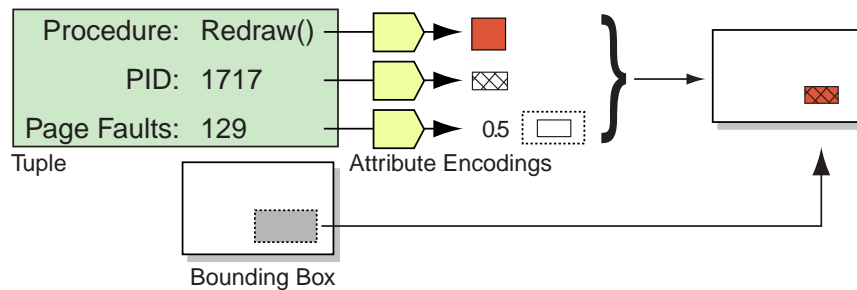 Procedure: Redraw()
PID: 1717
Page Faults: 129
0.5
Tuple
Attribute Encodings
Bounding Box